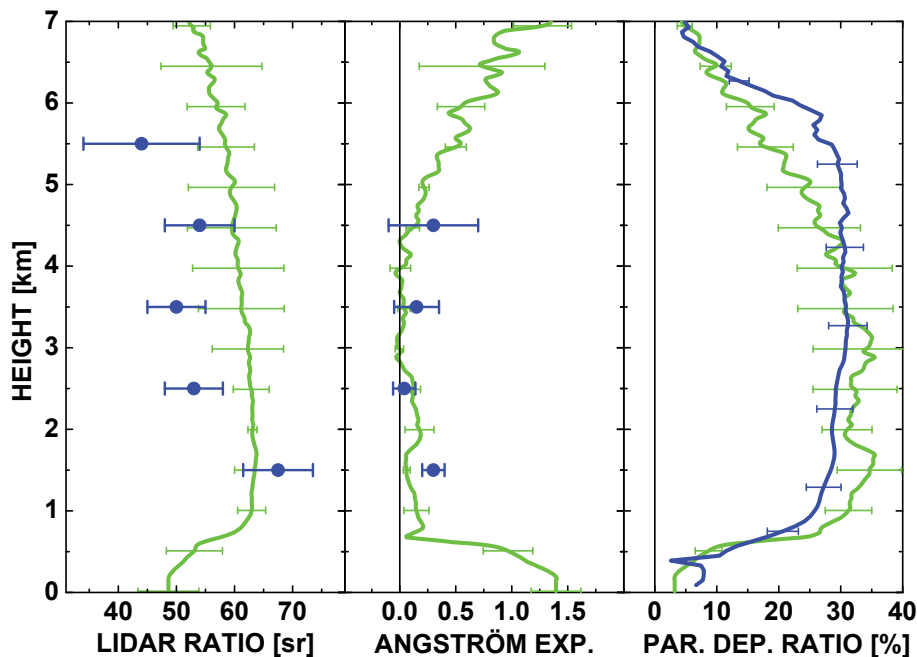 7
6
5
4
3
2
1
0
HEIGHT [km]
40 50 60 70
0.0 0.5 1.0 1.5
0 10 20 30 40
LIDAR RATIO [sr]
ANGSTRÖM EXP.
PAR. DEP. RATIO [%]